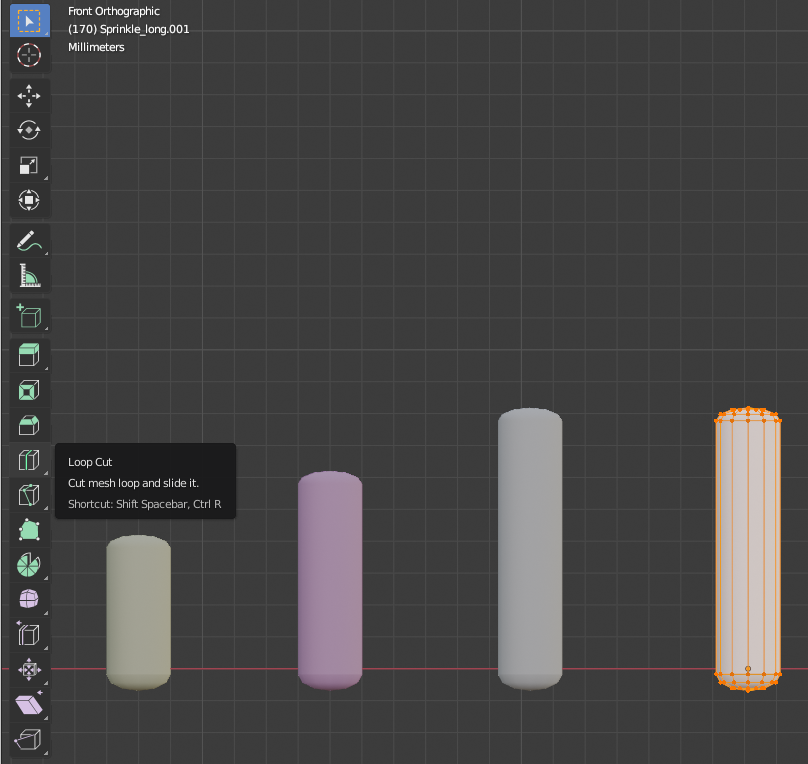 Front Orthographic
(170) Sprinkle_long.001
Millimeters
Loop Cut
Cut mesh loop and slide it.
Shortcut: Shift Spacebar, Ctrl R